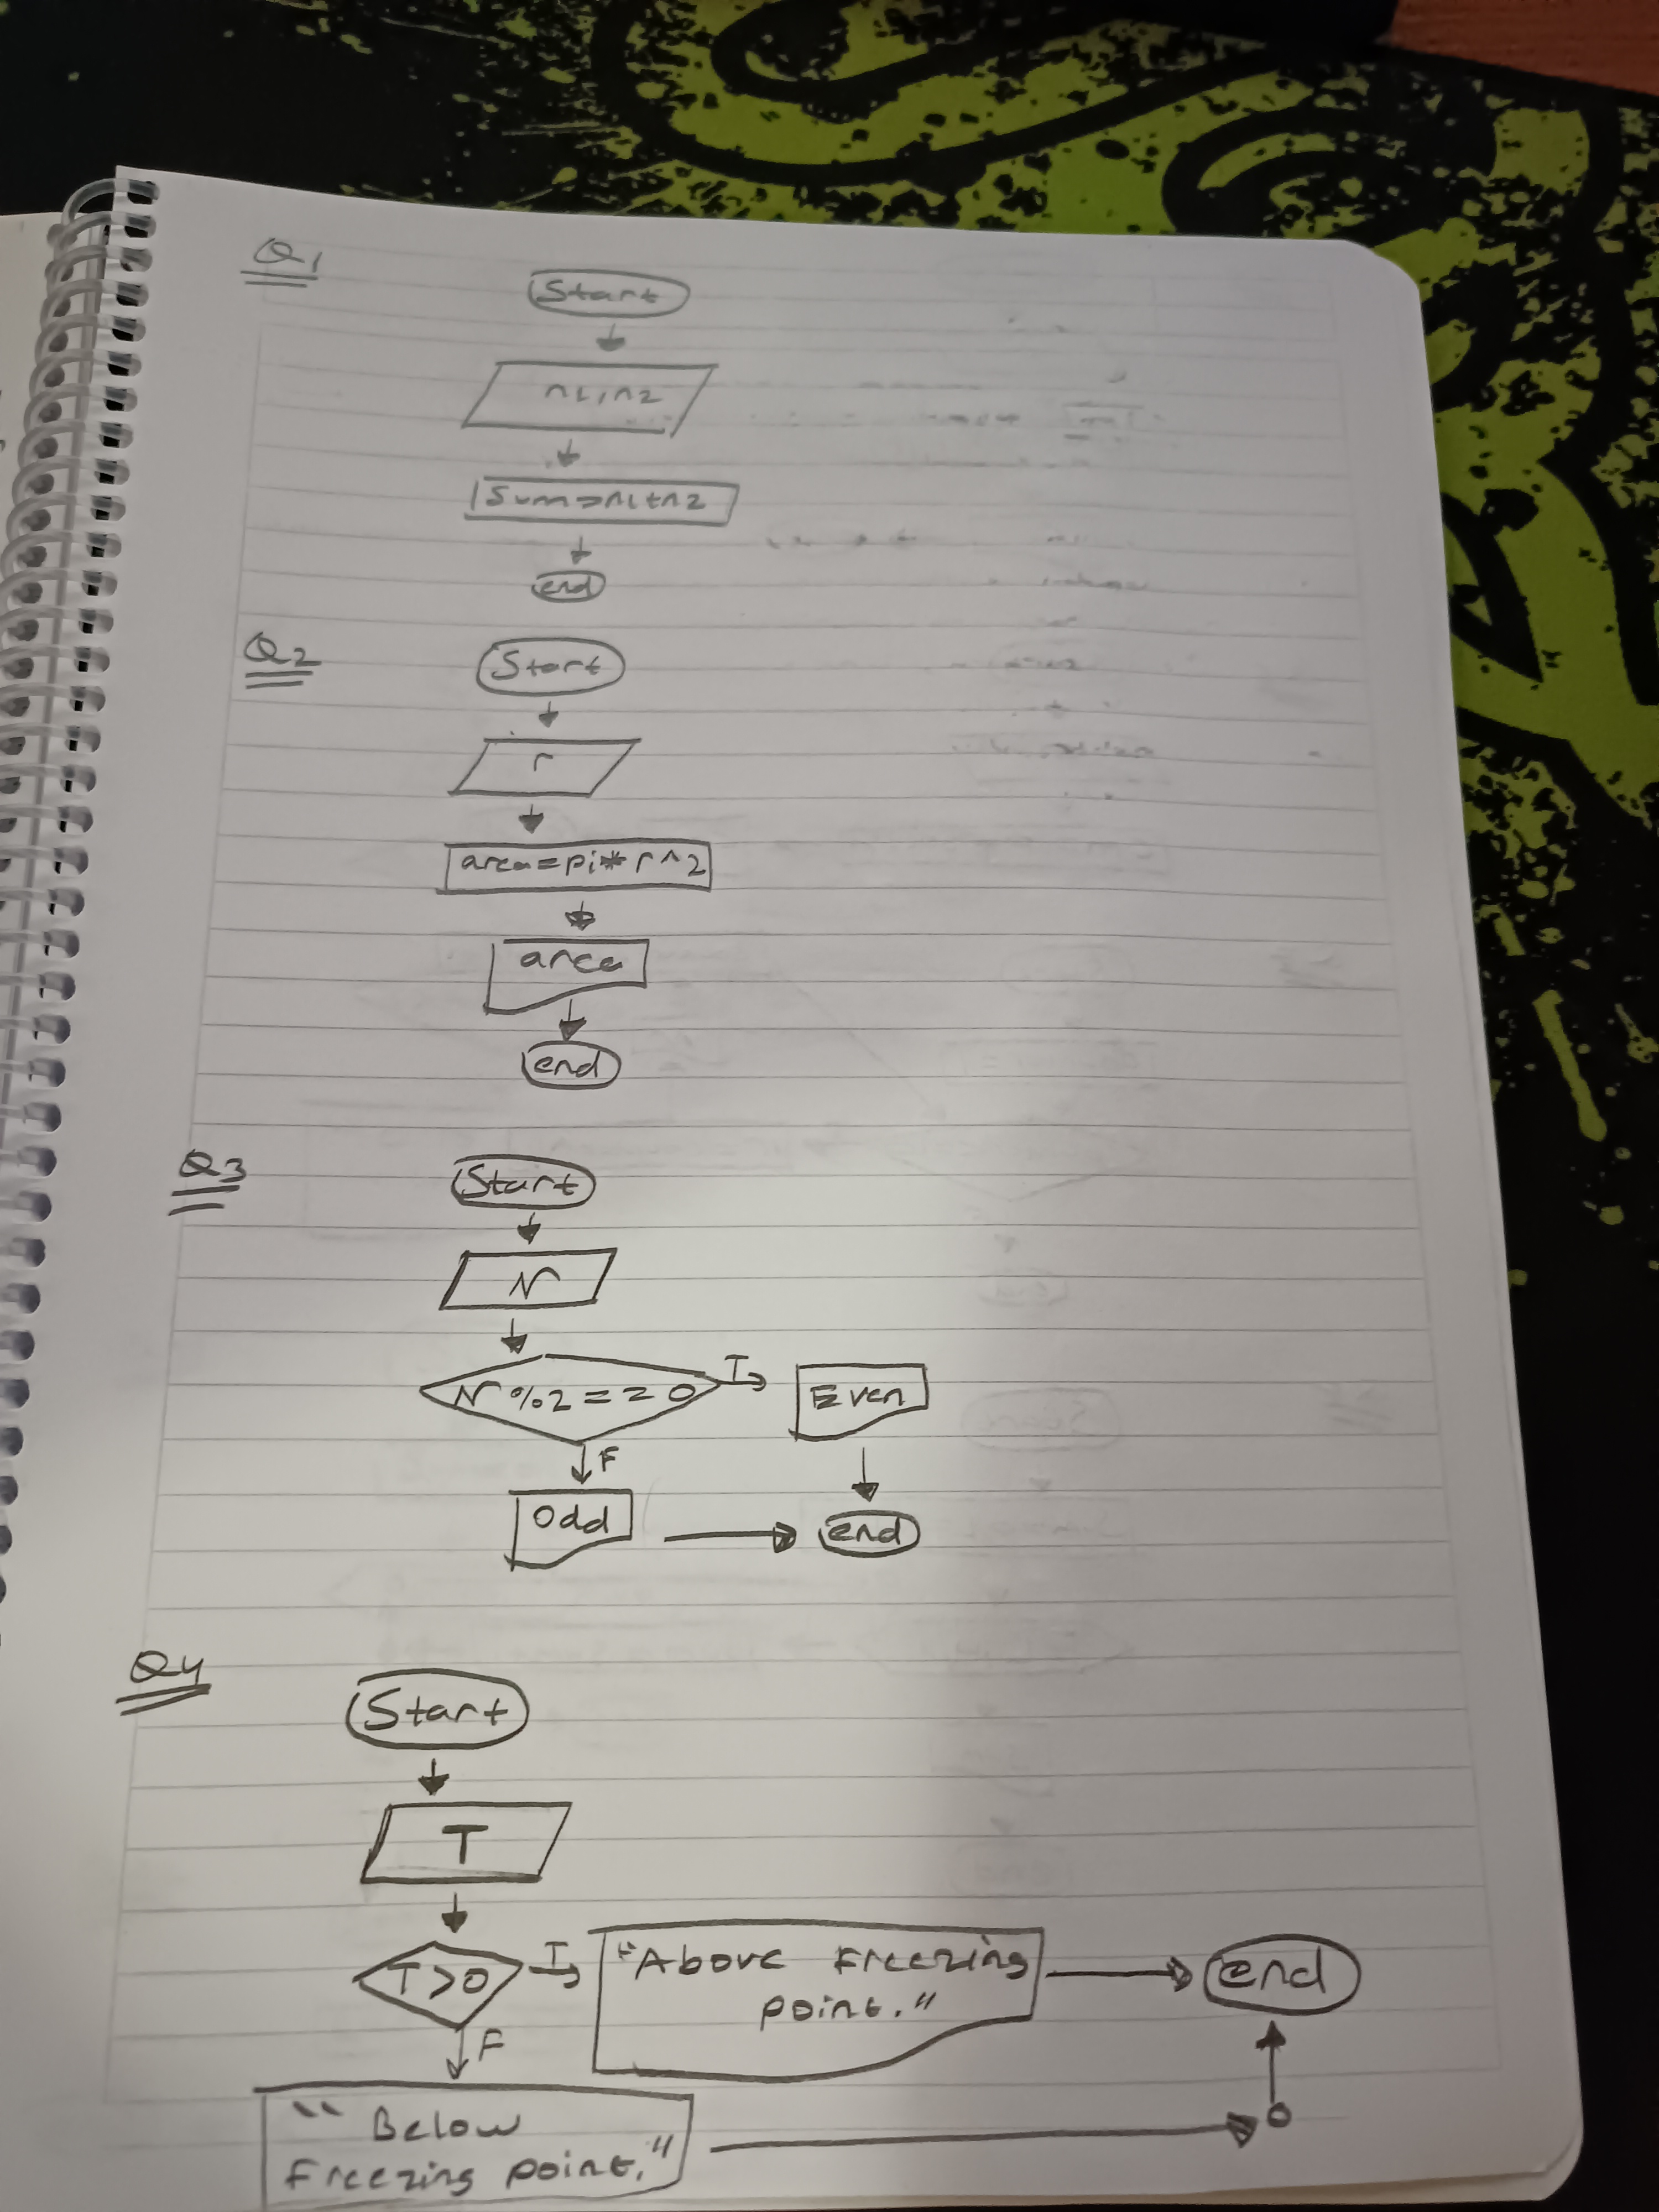 Q1
Start
n1,n2
Sum=n1+n2
end
Q2
Start
r
area=pi*r^2
area
end
Q3
Start
N
N%2==0 T Even
F
Odd end
Q4
Start
T
T>0 T "Above Freezing end
point."
F
"Below
Freezing point."